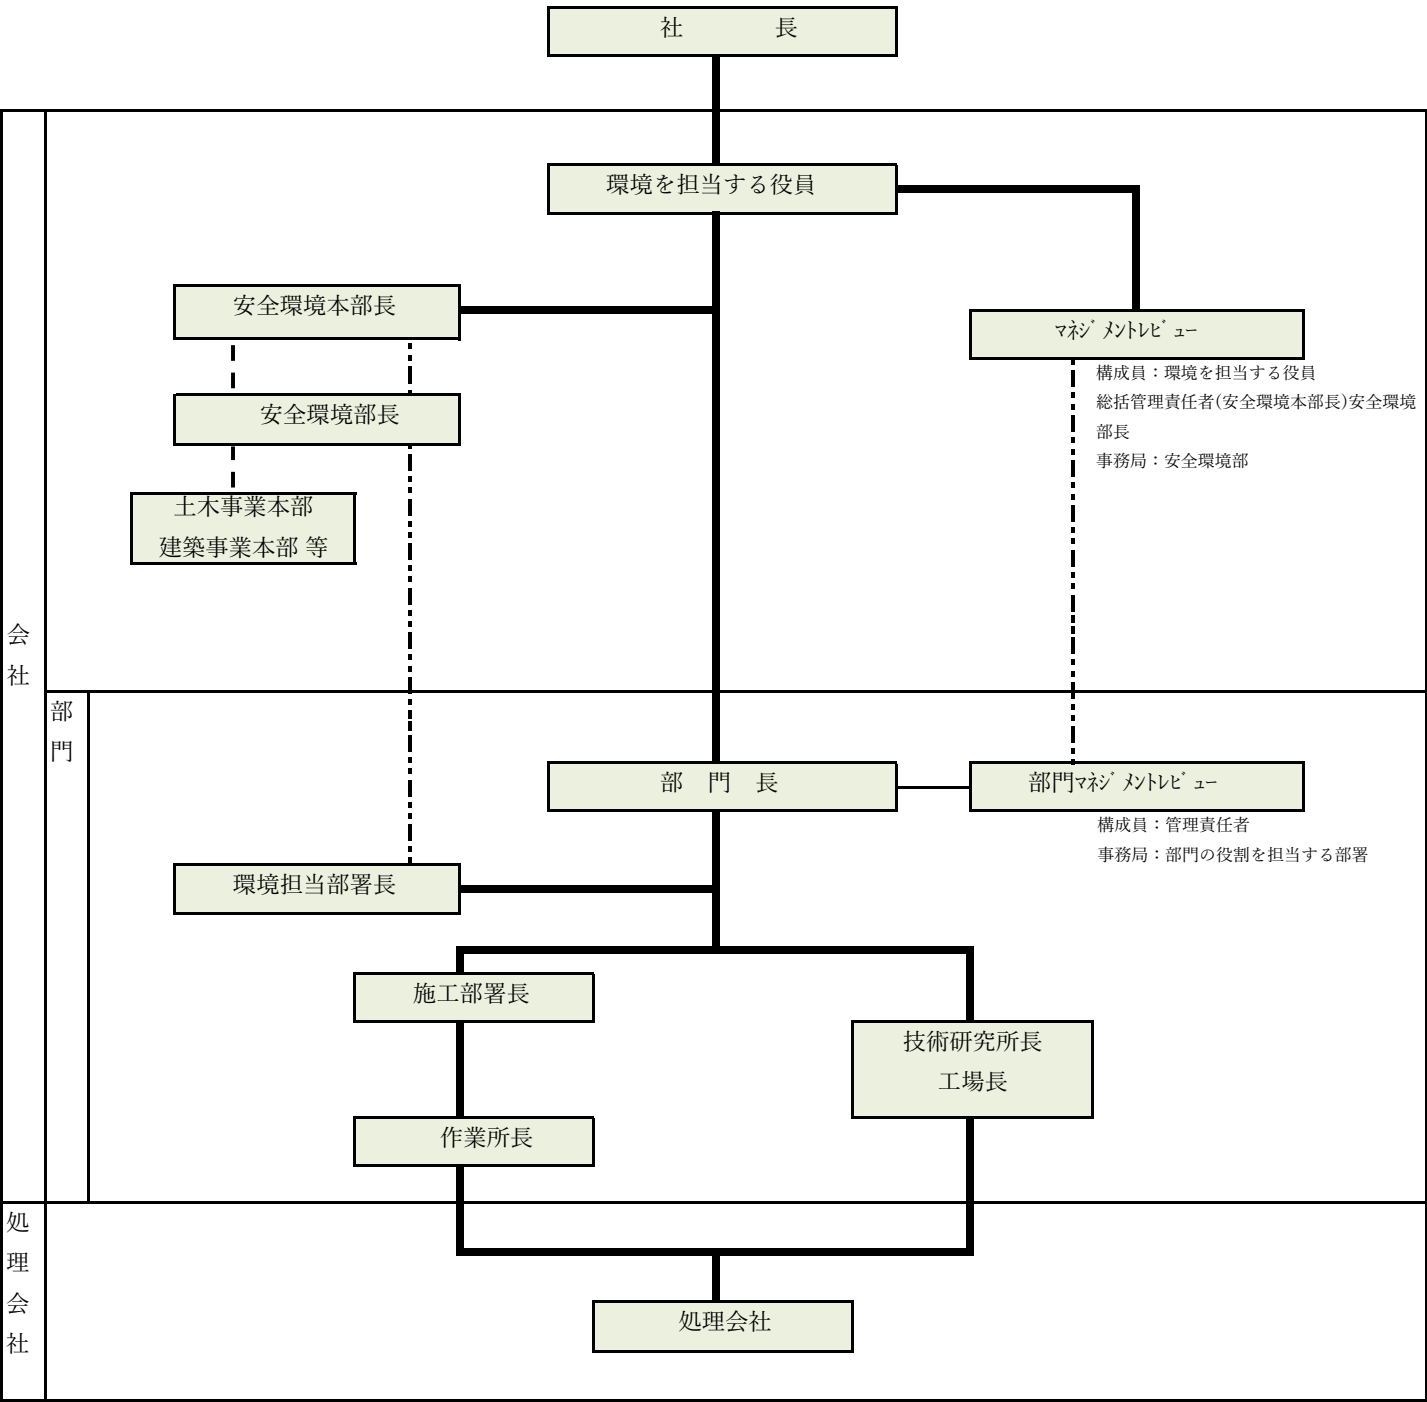 社　　　　長
環境を担当する役員
安全環境本部長
ﾏﾈｼﾞﾒﾝﾄﾚﾋﾞｭｰ
構成員：環境を担当する役員
総括管理責任者(安全環境本部長)安全環境
部長
事務局：安全環境部
安全環境部長
土木事業本部
建築事業本部 等
会
社
部
門
部　門　長
部門ﾏﾈｼﾞﾒﾝﾄﾚﾋﾞｭｰ
構成員：管理責任者
事務局：部門の役割を担当する部署
環境担当部署長
施工部署長
技術研究所長
工場長
作業所長
処
理
会
社
処理会社